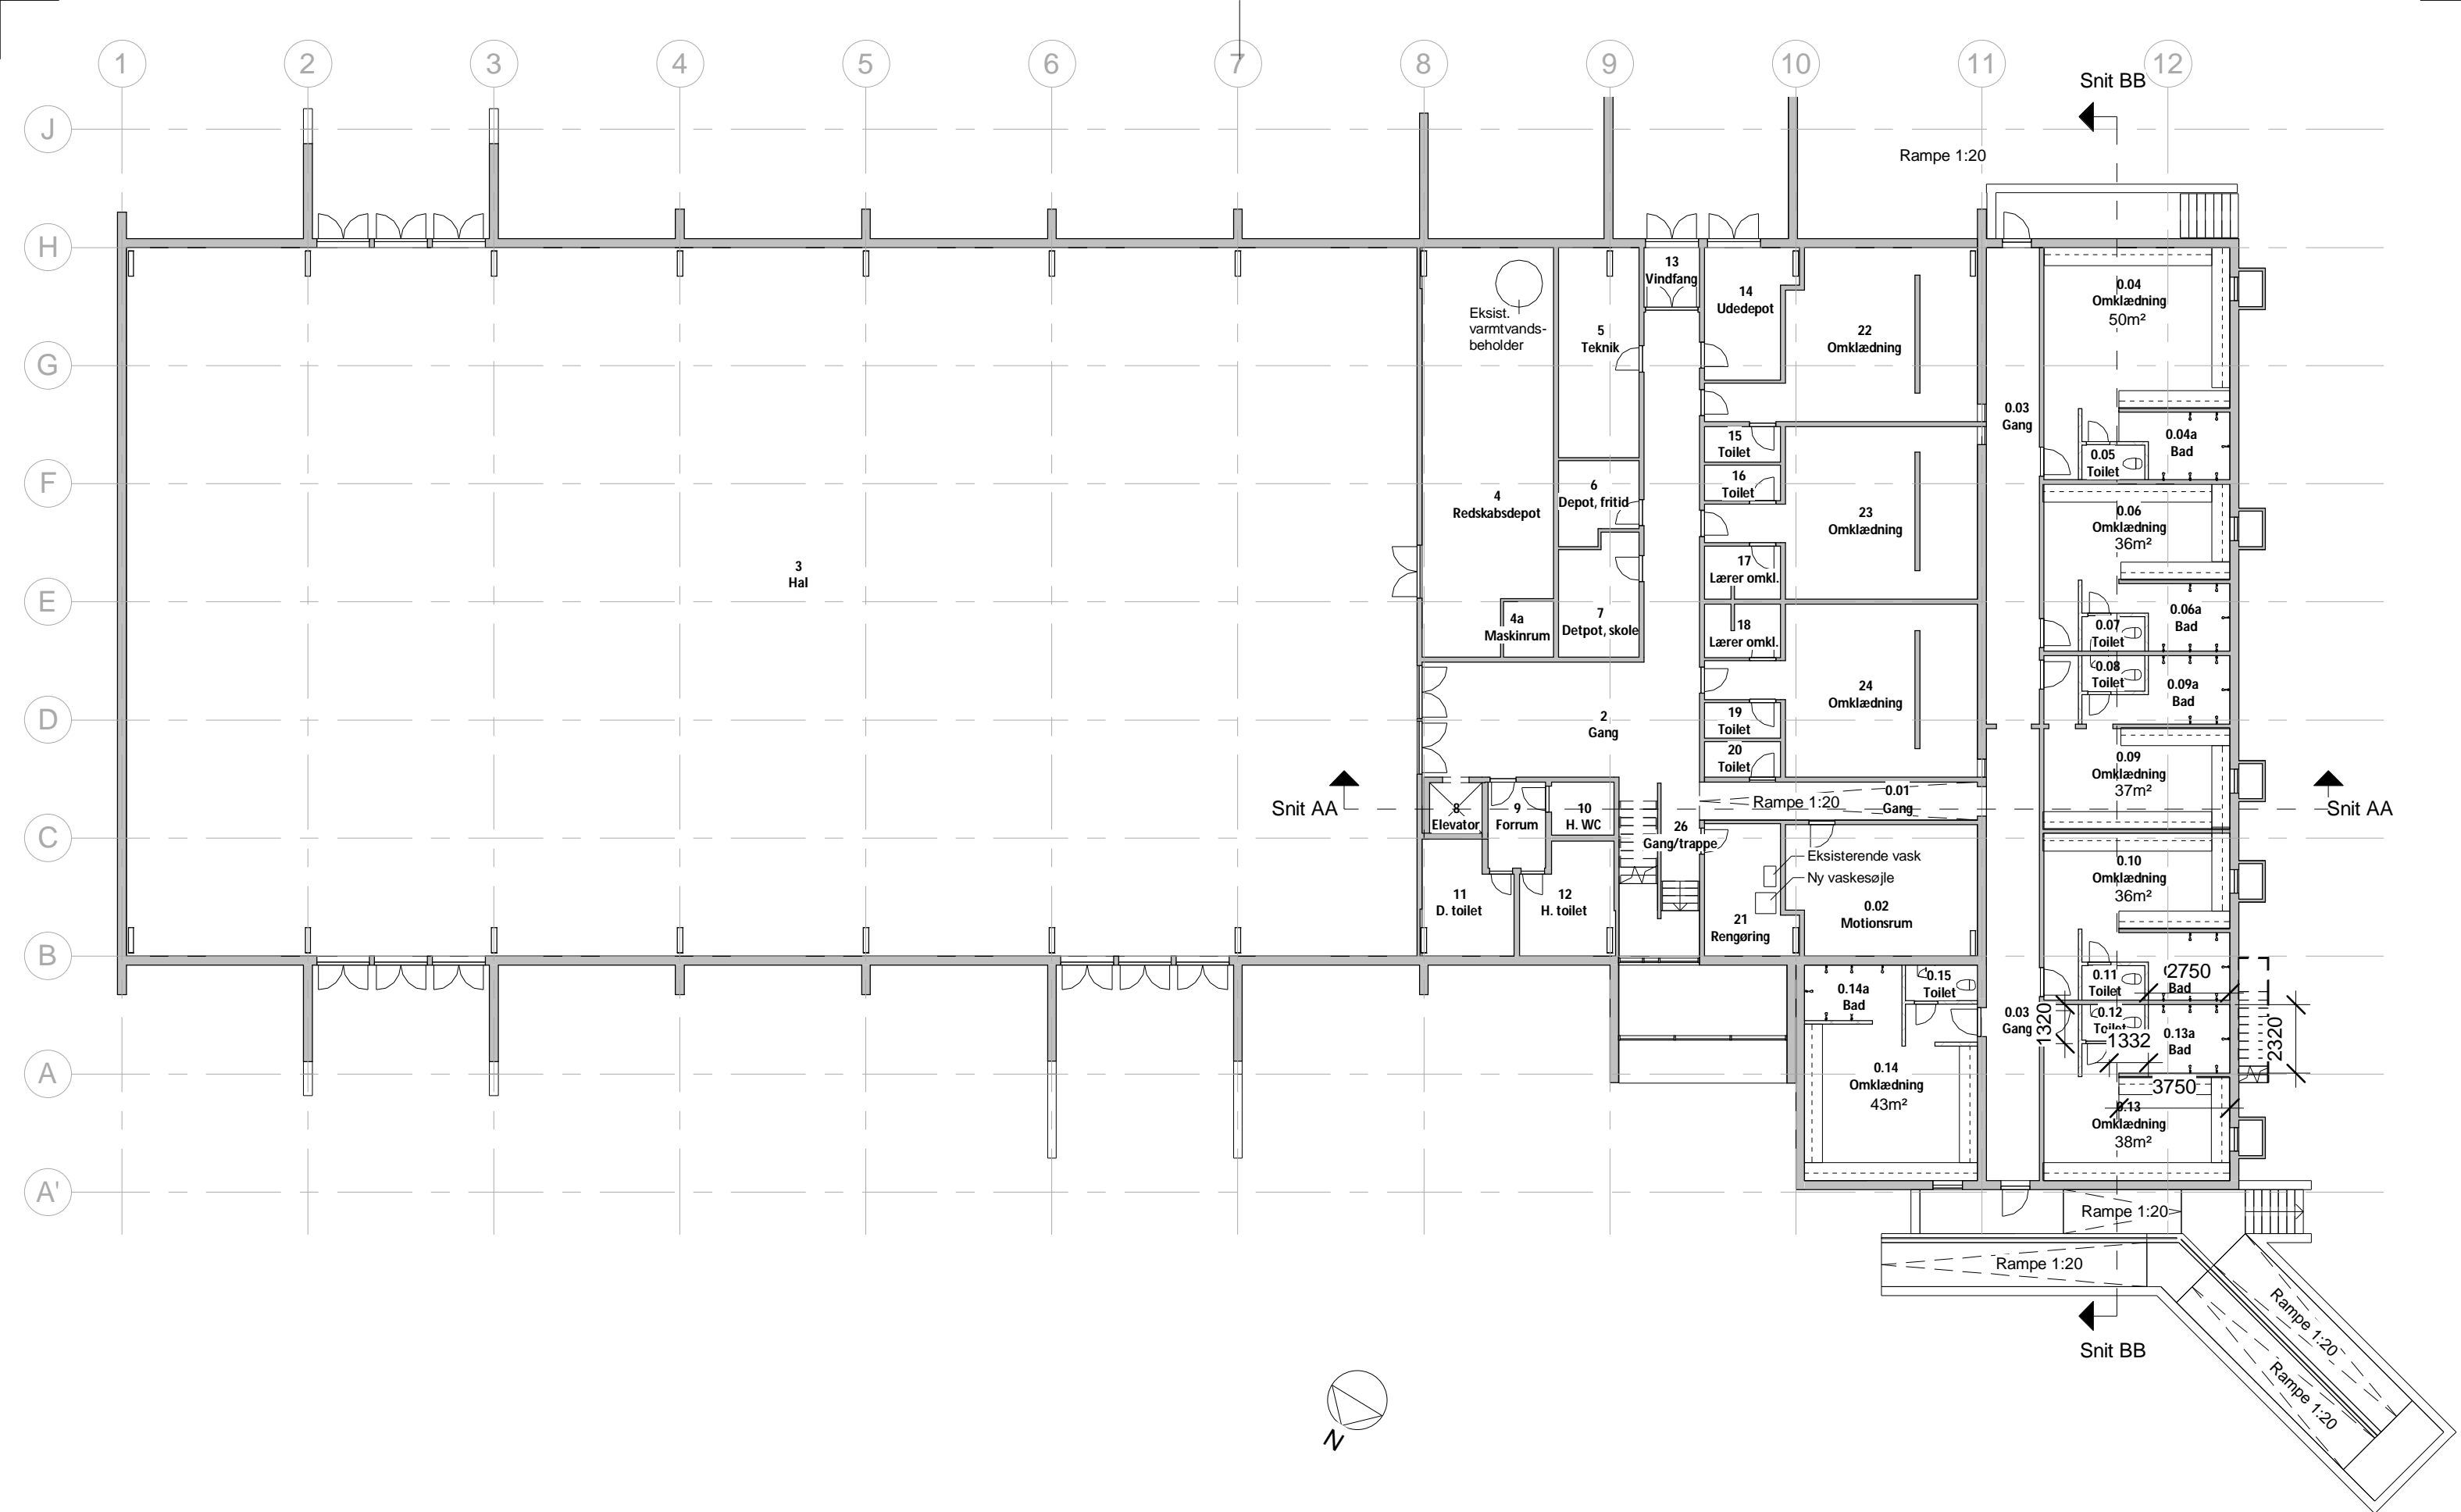 1 2 3 4 5 6 7 8 9 10 11 12
Snit BB
J
Rampe 1:20
H
13
Vindfang
14
Udedepot
0.04
Omklædning
50m²
Eksist.
varmtvands-
beholder
5
Teknik
22
Omklædning
G
0.03
Gang
15
Toilet
0.04a
Bad
0.05
Toilet
F
16
Toilet
6
Depot, fritid
4
Redskabsdepot
23
Omklædning
0.06
Omklædning
36m²
3
Hal
17
Lærer omkl.
E
4a
Maskinrum
7
Detpot, skole
18
Lærer omkl.
0.06a
Bad
0.07
Toilet
0.08
Toilet
0.09a
Bad
24
Omklædning
D
2
Gang
19
Toilet
20
Toilet
0.09
Omklædning
37m²
Snit AA
8
Elevator
9
Forrum
10
H. WC
Rampe 1:20
0.01
Gang
Snit AA
C
26
Gang/trappe
Eksisterende vask
Ny vaskesøjle
0.10
Omklædning
36m²
11
D. toilet
12
H. toilet
21
Rengøring
0.02
Motionsrum
B
0.14a
Bad
0.15
Toilet
0.11
Toilet
2750
Bad
0.03
Gang
1320
0.12
Toilet
1332
0.13a
Bad
2320
A
0.14
Omklædning
43m²
3750
0.13
Omklædning
38m²
A'
Rampe 1:20
Rampe 1:20
Rampe 1:20
Rampe 1:20
Snit BB
N